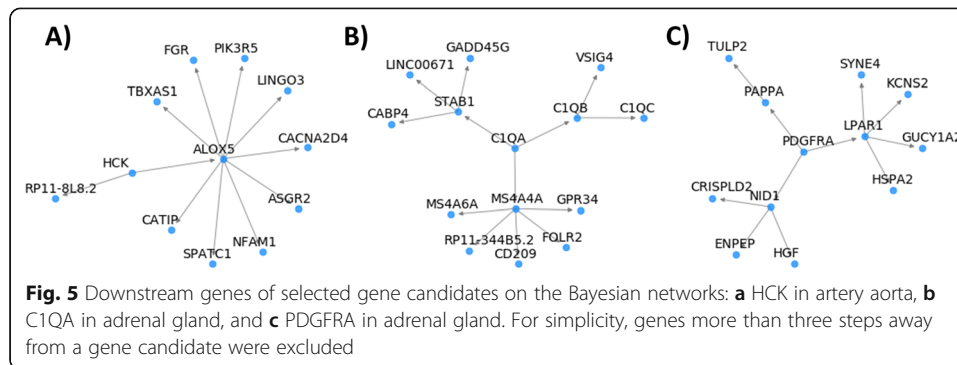 A)
FGR
PIK3R5
TBXAS1
LINGO3
CACNA2D4
ALOX5
HCK
RP11-8L8.2
ASGR2
CATIP
NFAM1
SPATC1
B)
GADD45G
LINC00671
VSIG4
STAB1
C1QB
C1QC
CABP4
C1QA
MS4A6A
MS4A4A
GPR34
RP11-344B5.2
FOLR2
CD209
C)
TULP2
SYNE4
PAPPA
KCNS2
LPAR1
PDGFRA
GUCY1A2
CRISPLD2
NID1
HSPA2
ENPEP
HGF
Fig. 5 Downstream genes of selected gene candidates on the Bayesian networks: a HCK in artery aorta, b
C1QA in adrenal gland, and c PDGFRA in adrenal gland. For simplicity, genes more than three steps away
from a gene candidate were excluded